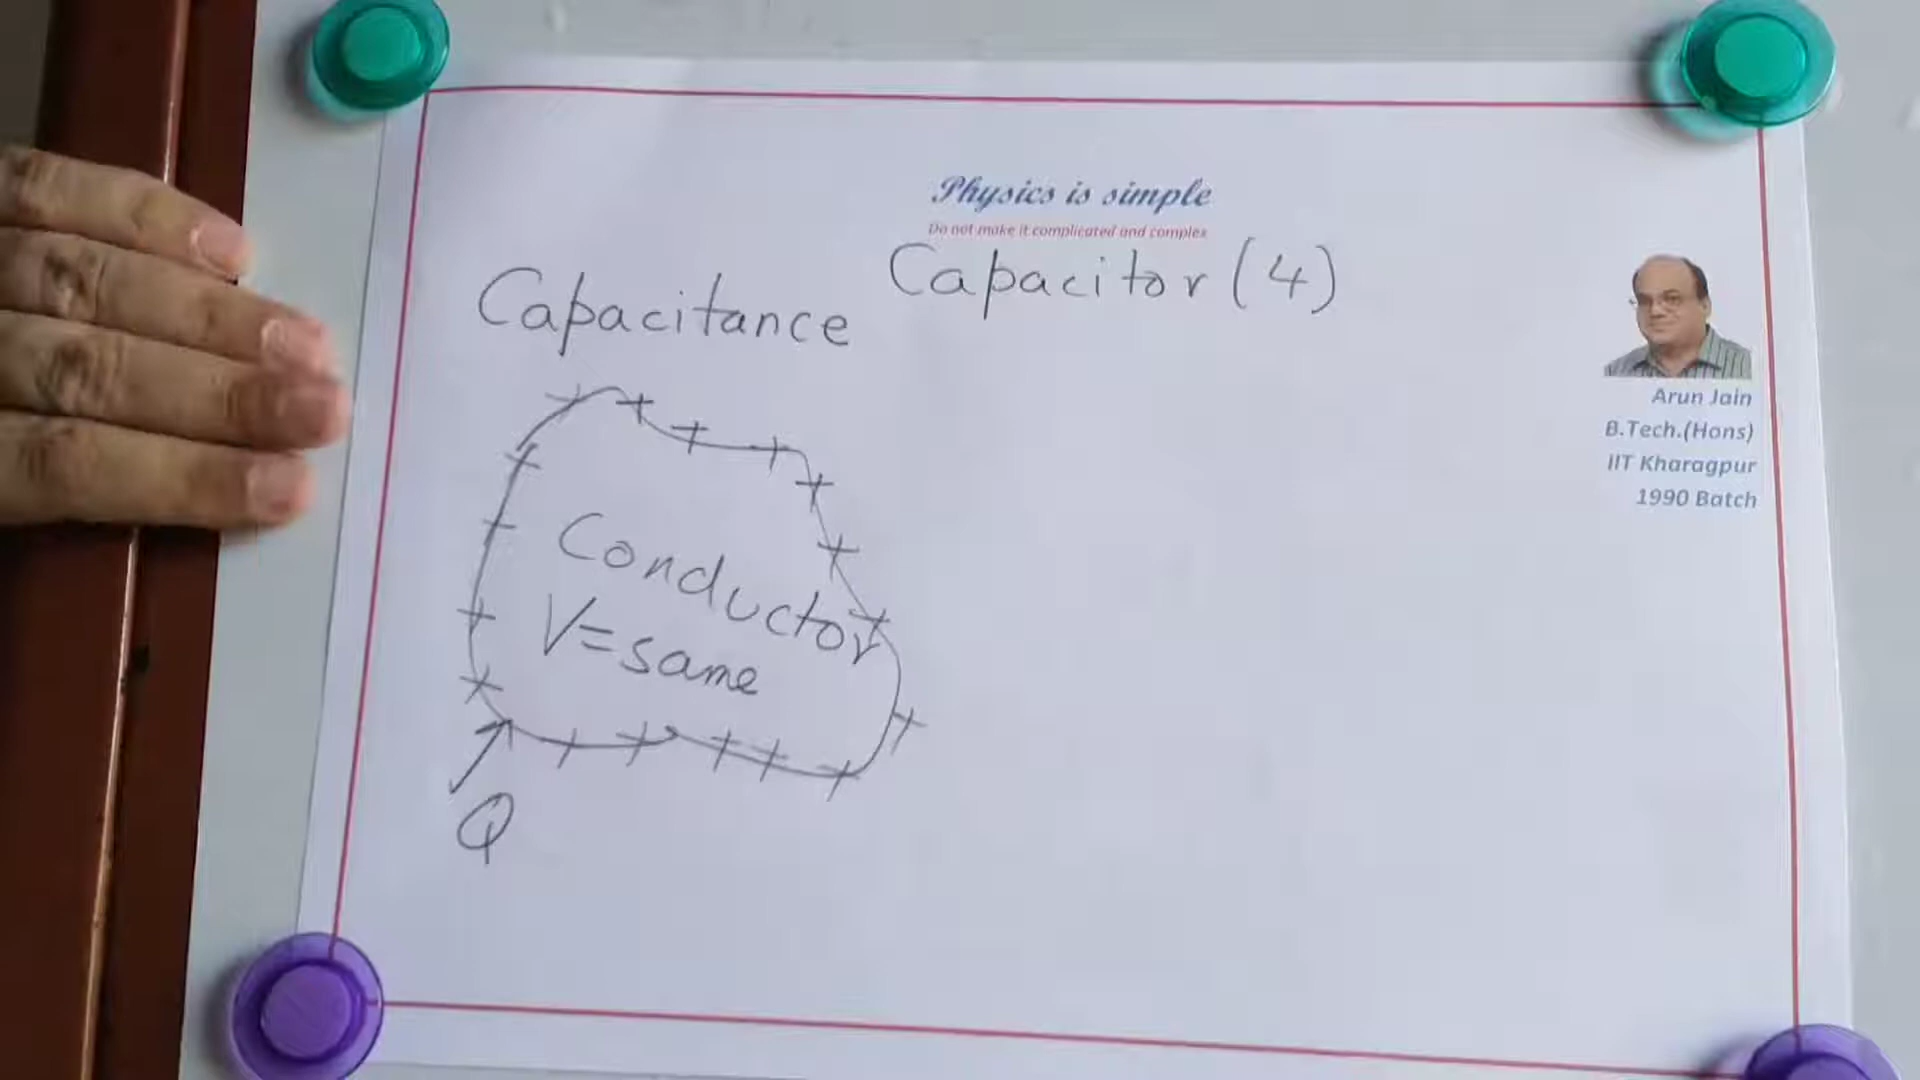 Physics is simple
Do not make it complicated and complex
Capacitor (4)
Capacitance
Arun Jain
B.Tech.(Hons)
IIT Kharagpur
1990 Batch
Conductor
V=same
Q